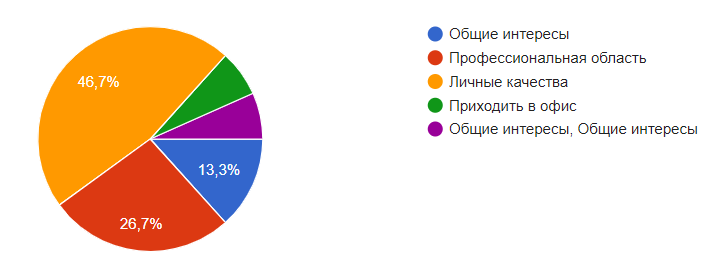 46,7%
13,3%
26,7%
Общие интересы
Профессиональная область
Личные качества
Приходить в офис
Общие интересы, Общие интересы